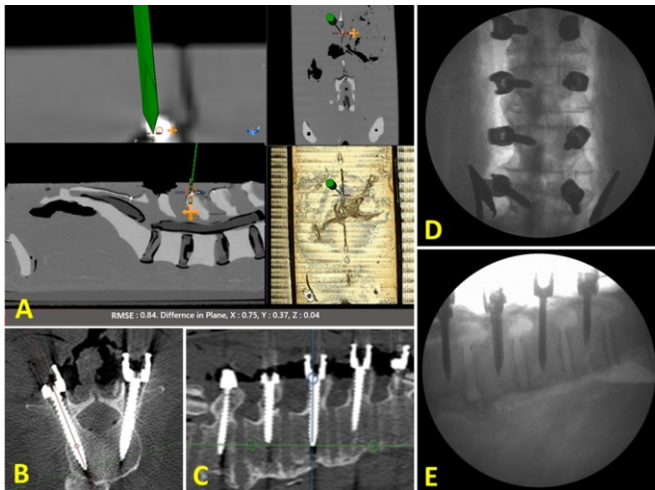 A
RMSE : 0.84. Differnce in Plane, X : 0.75, Y : 0.37, Z : 0.04
B
C
D
E